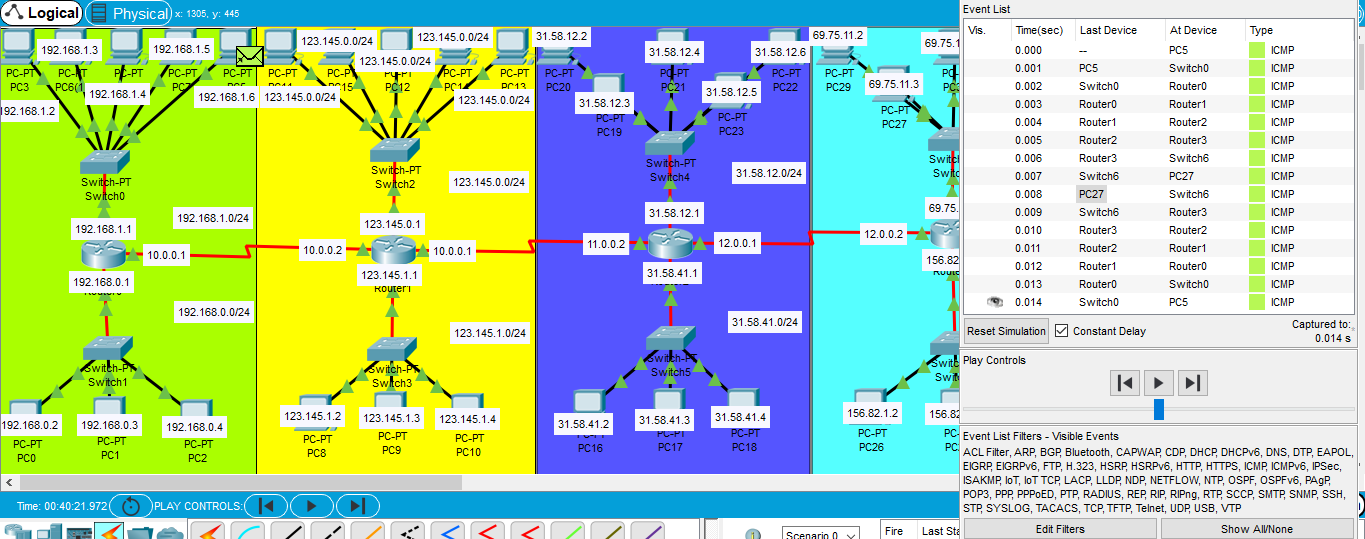 Logical
Physical x: 1305, y: 445
192.168.1.3
192.168.1.5
PC-PT
PC3
192.168.1.4
192.168.1.6
192.168.1.2
Switch-PT
Switch0
192.168.1.0/24
192.168.1.1
10.0.0.1
192.168.0.1
192.168.0.0/24
Switch-PT
Switch1
192.168.0.2
192.168.0.3
192.168.0.4
PC-PT
PC0
PC-PT
PC1
PC-PT
PC2
123.145.0.0/24
123.145.0.0/24
123.145.0.0/24
PC-PT
PC12
PC-PT
PC13
123.145.0.0/24
123.145.0.0/24
Switch-PT
Switch2
123.145.0.0/24
123.145.0.1
10.0.0.2
10.0.0.1
123.145.1.1
Router1
123.145.1.0/24
Switch-PT
Switch3
123.145.1.2
123.145.1.3
123.145.1.4
PC-PT
PC8
PC-PT
PC9
PC-PT
PC10
31.58.12.2
31.58.12.4
31.58.12.6
PC-PT
PC20
PC-PT
PC21
PC-PT
PC22
31.58.12.3
31.58.12.5
PC-PT
PC19
PC-PT
PC23
Switch-PT
Switch4
31.58.12.0/24
31.58.12.1
11.0.0.2
12.0.0.1
31.58.41.1
31.58.41.0/24
Switch-PT
Switch5
31.58.41.2
31.58.41.3
31.58.41.4
PC-PT
PC16
PC-PT
PC17
PC-PT
PC18
69.75.11.2
69.75.1
PC-PT
PC29
69.75.11.3
PC-PT
PC27
69.75.
12.0.0.2
156.82
156.82.1.2
156.8
PC-PT
PC26
Event List
Vis. Time(sec) Last Device At Device Type
0.000 -- PC5 ICMP
0.001 PC5 Switch0 ICMP
0.002 Switch0 Router0 ICMP
0.003 Router0 Router1 ICMP
0.004 Router1 Router2 ICMP
0.005 Router2 Router3 ICMP
0.006 Router3 Switch6 ICMP
0.007 Switch6 PC27 ICMP
0.008 PC27 Switch6 ICMP
0.009 Switch6 Router3 ICMP
0.010 Router3 Router2 ICMP
0.011 Router2 Router1 ICMP
0.012 Router1 Router0 ICMP
0.013 Router0 Switch0 ICMP
0.014 Switch0 PC5 ICMP
Reset Simulation Constant Delay
Captured to:
0.014 s
Play Controls
Event List Filters - Visible Events
ACL Filter, ARP, BGP, Bluetooth, CAPWAP, CDP, DHCP, DHCPv6, DNS, DTP, EAPOL,
EIGRP, EIGRPv6, FTP, H.323, HSRP, HSRPv6, HTTP, HTTPS, ICMP, ICMPv6, IPSec,
ISAKMP, IoT, IoT TCP, LACP, LLDP, NDP, NETFLOW, NTP, OSPF, OSPFv6, PAgP,
POP3, PPP, PPPoED, PTP, RADIUS, REP, RIP, RIPng, RTP, SCCP, SMTP, SNMP, SSH,
STP, SYSLOG, TACACS, TCP, TFTP, Telnet, UDP, USB, VTP
Edit Filters Show All/None
Time: 00:40:21.972 PLAY CONTROLS:
Scenario 0
Fire Last Sta